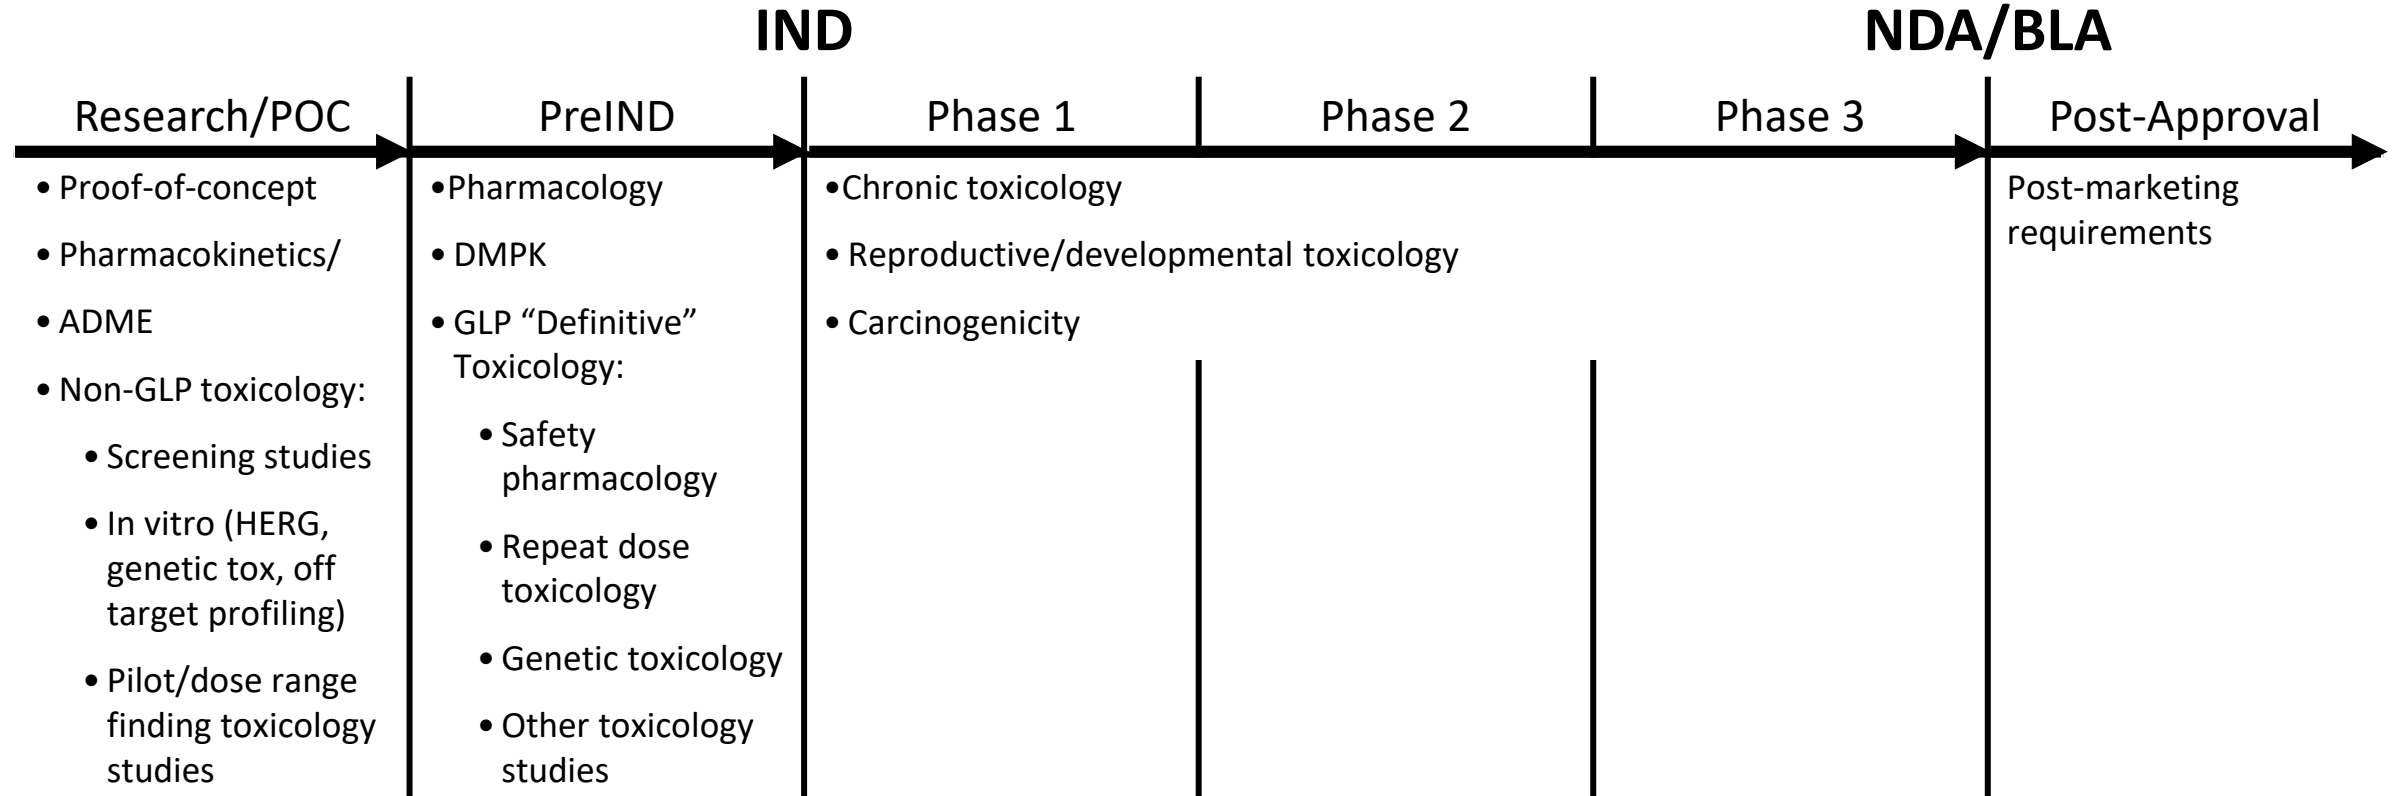 IND
NDA/BLA
Research/POC
PreIND
Phase 1
Phase 2
Phase 3
Post-Approval
• Proof-of-concept
• Pharmacokinetics/
• ADME
• Non-GLP toxicology:
• Screening studies
• In vitro (HERG,
genetic tox, off
target profiling)
• Pilot/dose range
finding toxicology
studies
•Pharmacology
• DMPK
• GLP “Definitive”
Toxicology:
• Safety
pharmacology
• Repeat dose
toxicology
• Genetic toxicology
• Other toxicology
studies
•Chronic toxicology
• Reproductive/developmental toxicology
• Carcinogenicity
Post-marketing
requirements